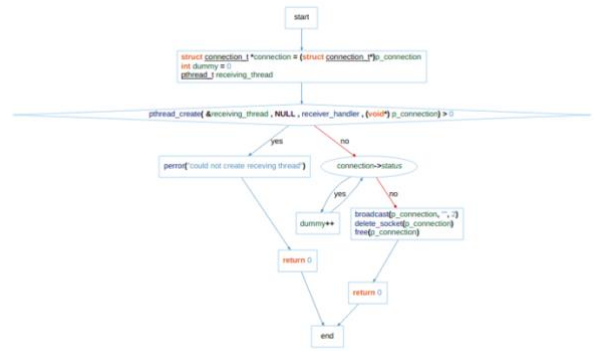 start
struct connection_t *connection = (struct connection_t*)p_connection
int dummy = 0
pthread_t receiving_thread
pthread_create( &receiving_thread , NULL , receiver_handler , (void*) p_connection) > 0
yes
no
perror("could not create receving thread")
connection->status
yes
no
dummy++
broadcast(p_connection, "", 2)
delete_socket(p_connection)
free(p_connection)
return 0
return 0
end